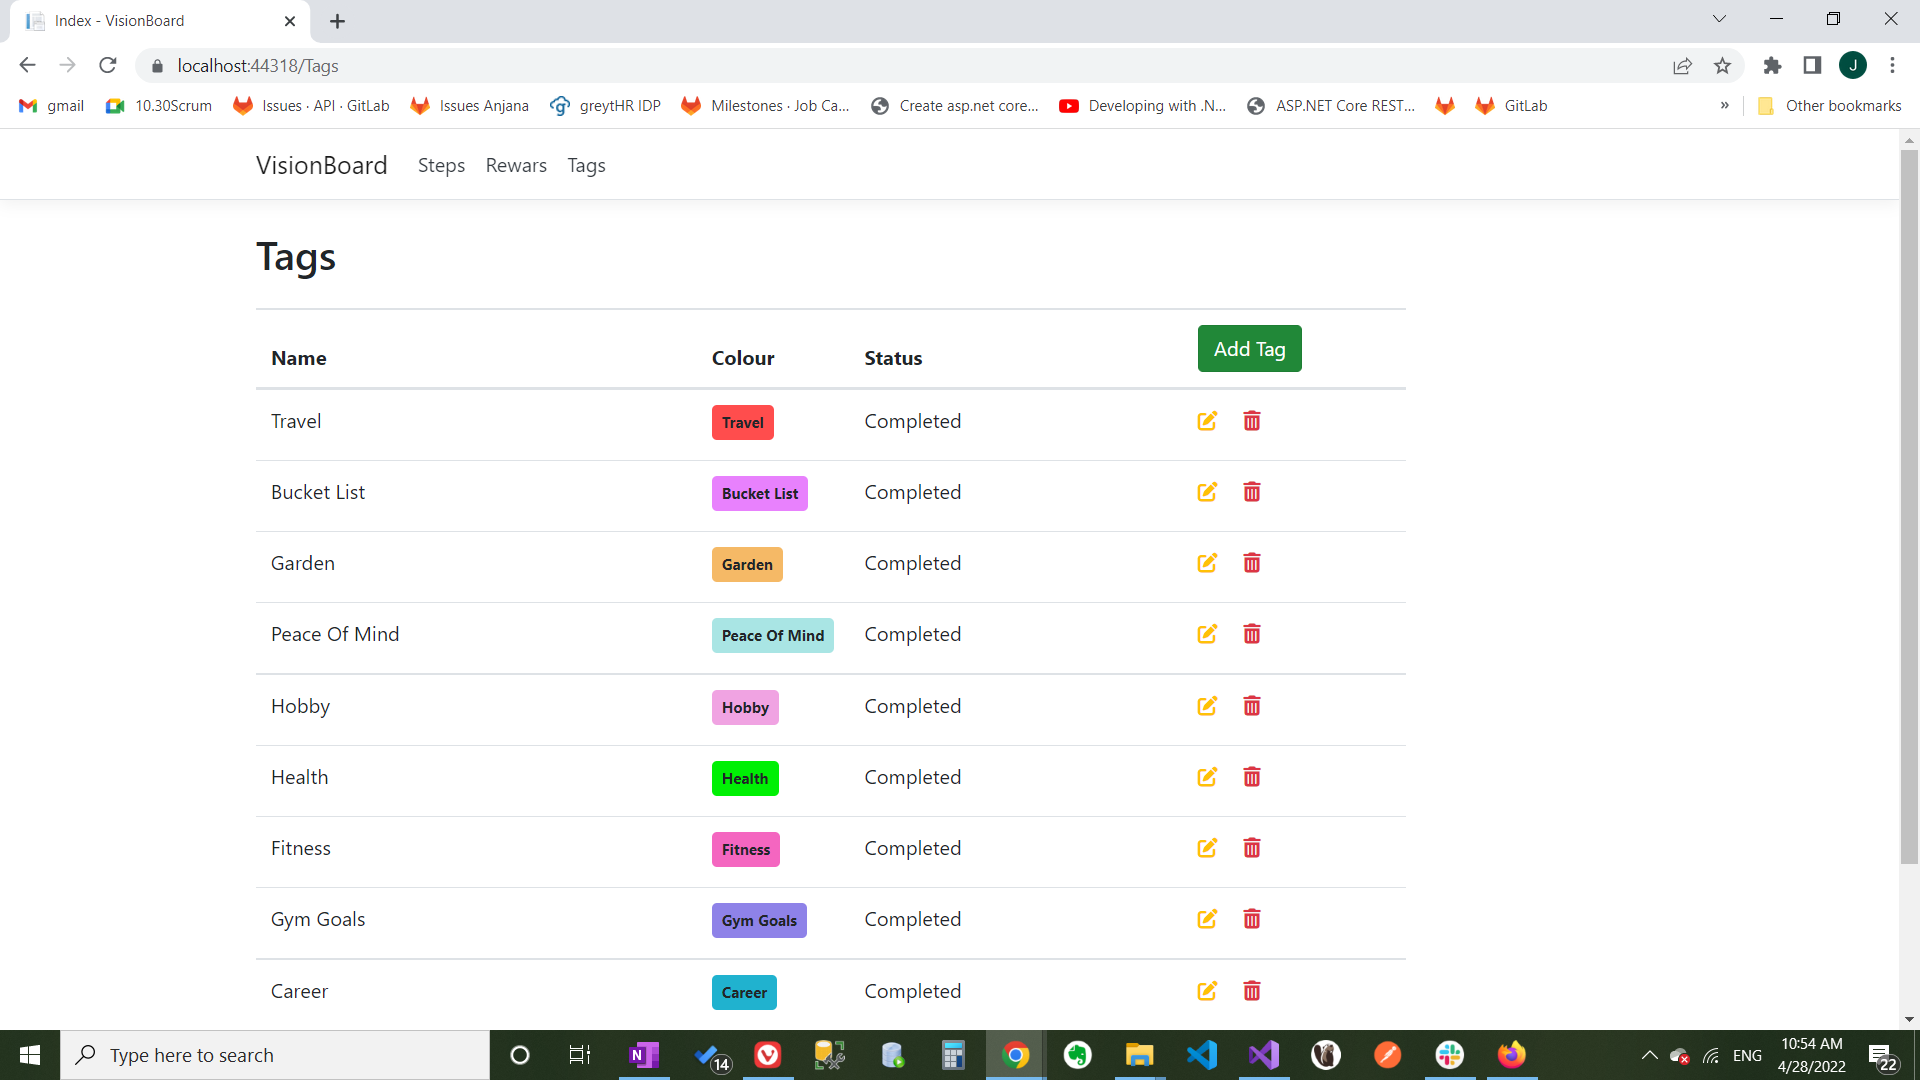 Index - VisionBoard
localhost:44318/Tags
J
gmail 10.30Scrum Issues · API · GitLab Issues Anjana greytHR IDP Milestones · Job Ca... Create asp.net core... Developing with .N... ASP.NET Core REST... GitLab » Other bookmarks
VisionBoard Steps Rewars Tags
Tags
Name Colour Status Add Tag
Travel Travel Completed
Bucket List Bucket List Completed
Garden Garden Completed
Peace Of Mind Peace Of Mind Completed
Hobby Hobby Completed
Health Health Completed
Fitness Fitness Completed
Gym Goals Gym Goals Completed
Career Career Completed
Type here to search
N
14
ENG
10:54 AM
4/28/2022
22